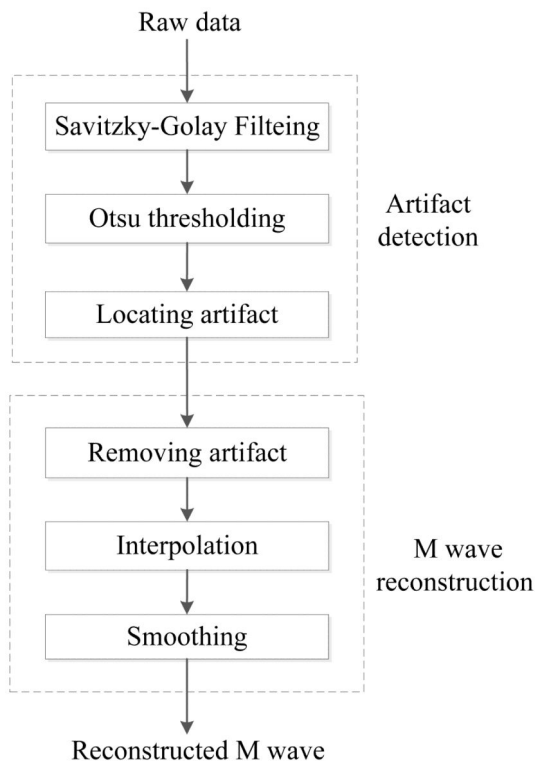 Raw data
Savitzky-Golay Filteing
Otsu thresholding
Artifact
detection
Locating artifact
Removing artifact
Interpolation
M wave
reconstruction
Smoothing
Reconstructed M wave